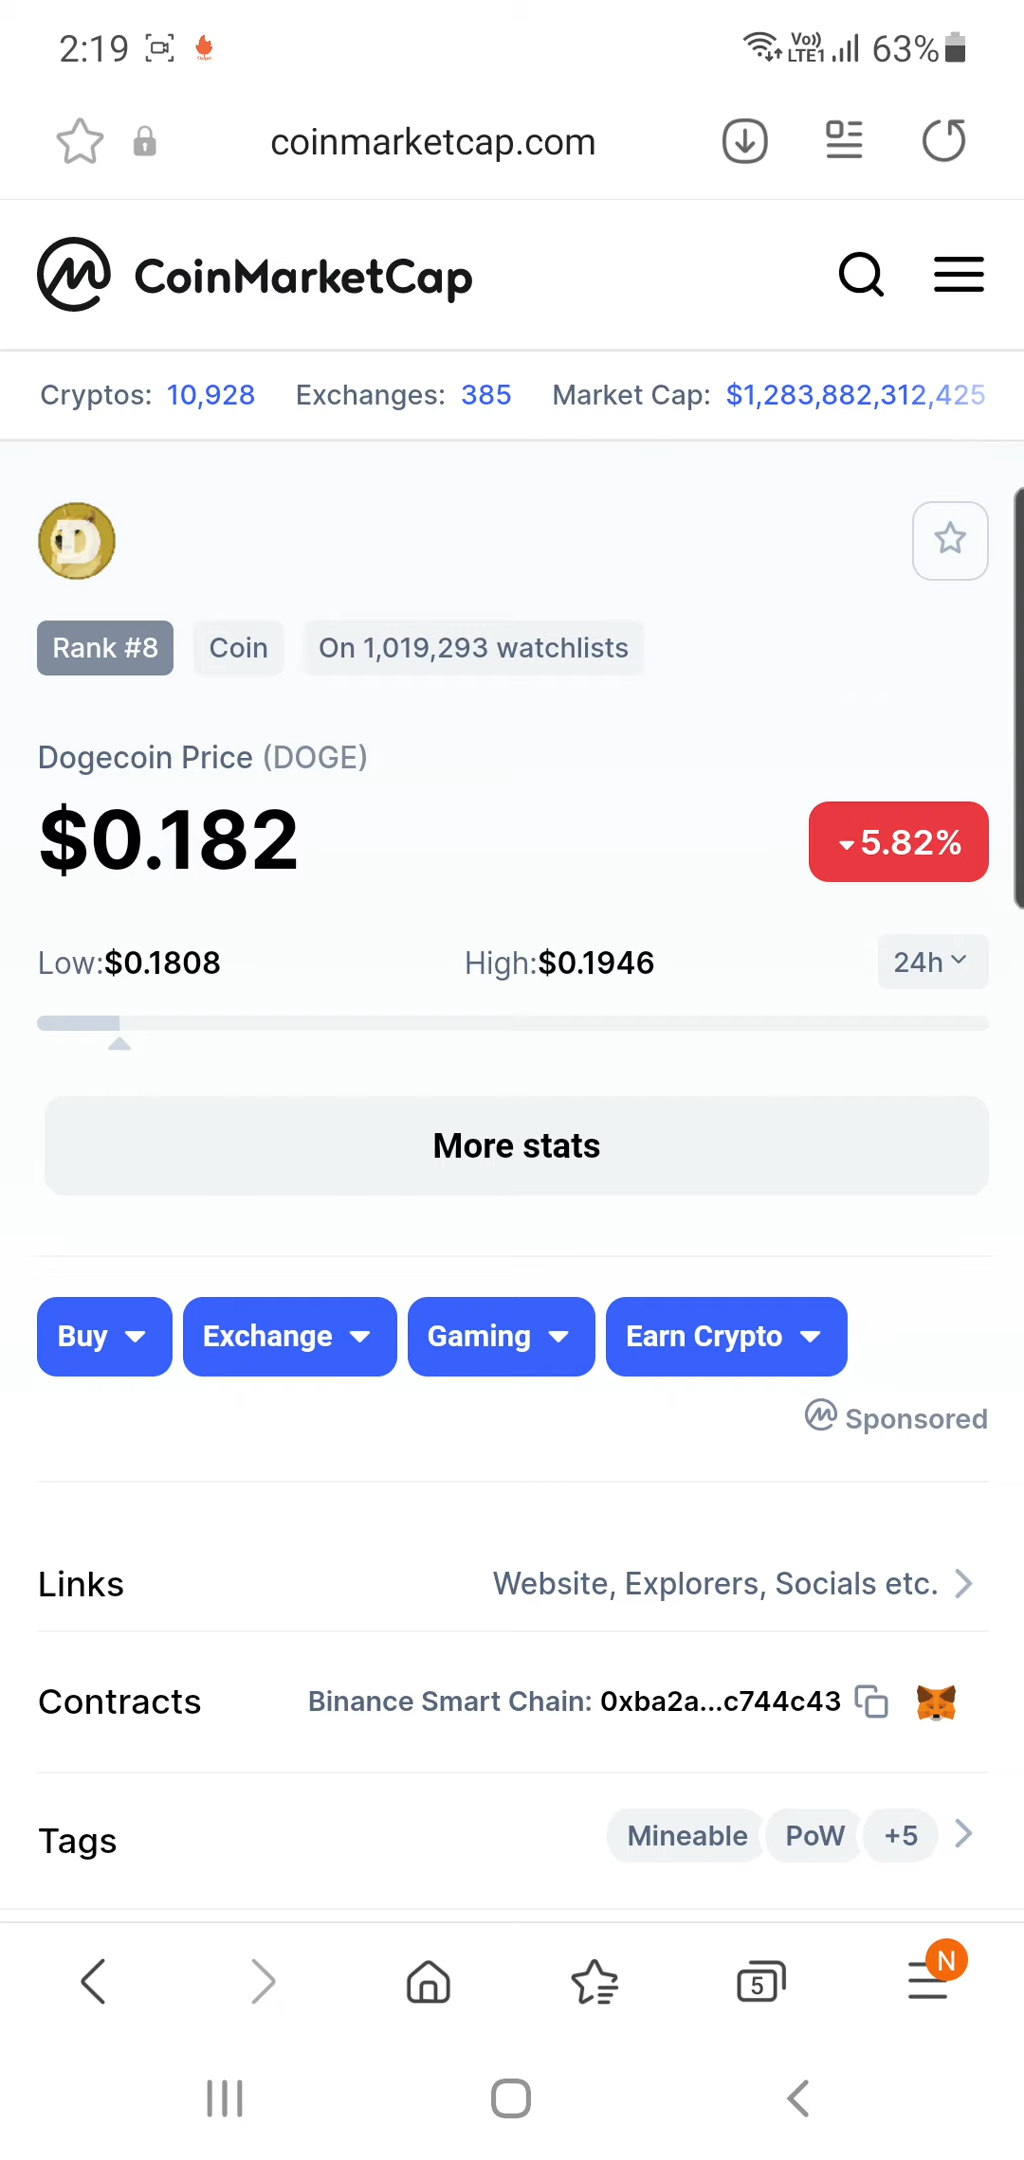 2:19 Vo)) LTE1 63%
coinmarketcap.com
CoinMarketCap
Cryptos: 10,928 Exchanges: 385 Market Cap: $1,283,882,312,425
D
Rank #8 Coin On 1,019,293 watchlists
Dogecoin Price (DOGE)
$0.182 5.82%
Low:$0.1808 High:$0.1946 24h
More stats
Buy Exchange Gaming Earn Crypto
Sponsored
Links Website, Explorers, Socials etc.
Contracts Binance Smart Chain: 0xba2a...c744c43
Tags Mineable PoW +5
5 N